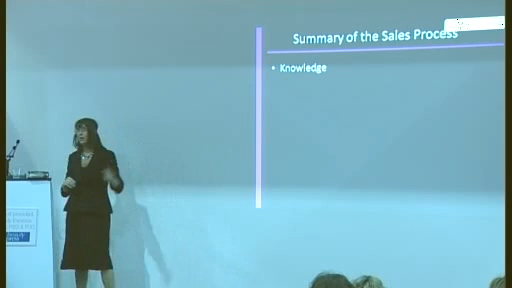 Summary of the Sales Process
• Knowledge